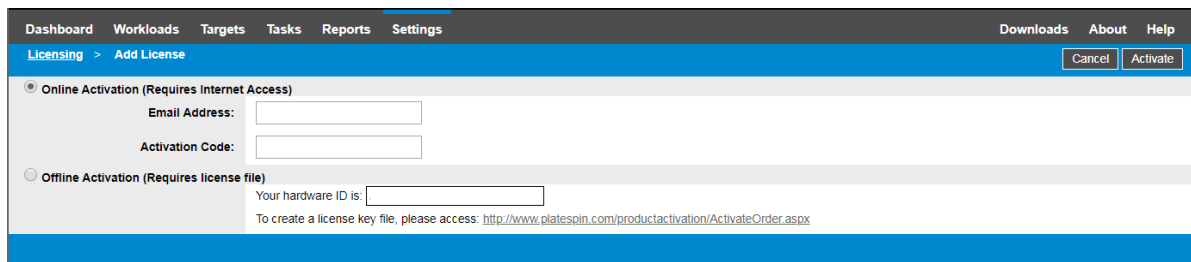 Dashboard Workloads Targets Tasks Reports Settings Downloads About Help
Licensing > Add License Cancel Activate
Online Activation (Requires Internet Access)
Email Address:
Activation Code:
Offline Activation (Requires license file)
Your hardware ID is:
To create a license key file, please access: http://www.platespin.com/productactivation/ActivateOrder.aspx